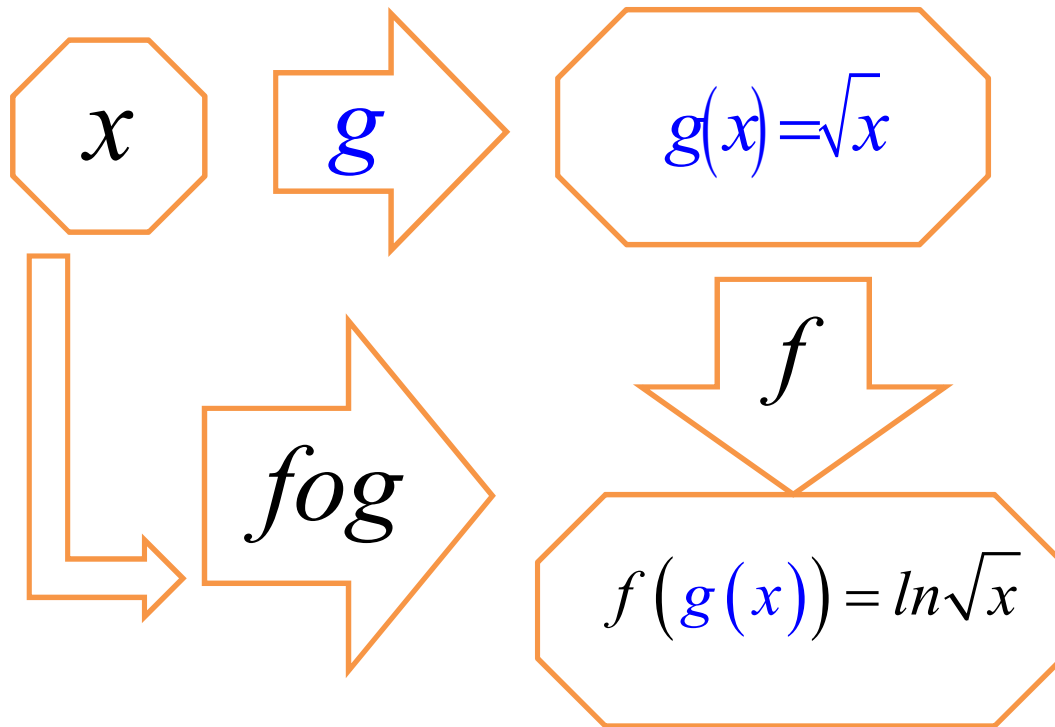 x
g
g(x)=√x
f
fog
f(g(x))=ln√x